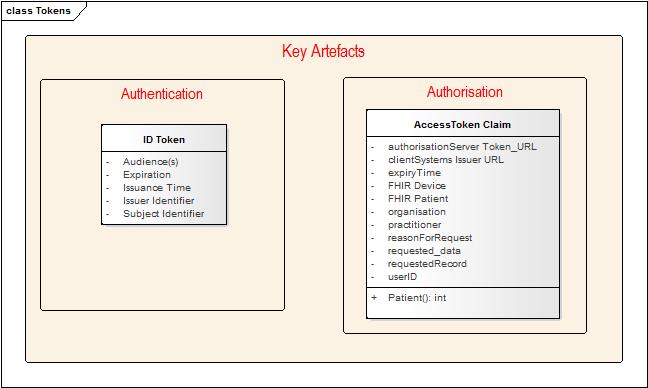 class Tokens
Key Artefacts
Authentication
ID Token
- Audience(s)
- Expiration
- Issuance Time
- Issuer Identifier
- Subject Identifier
Authorisation
AccessToken Claim
- authorisationServer Token_URL
- clientSystems Issuer URL
- expiryTime
- FHIR Device
- FHIR Patient
- organisation
- practitioner
- reasonForRequest
- requested_data
- requestedRecord
- userID
+ Patient(): int